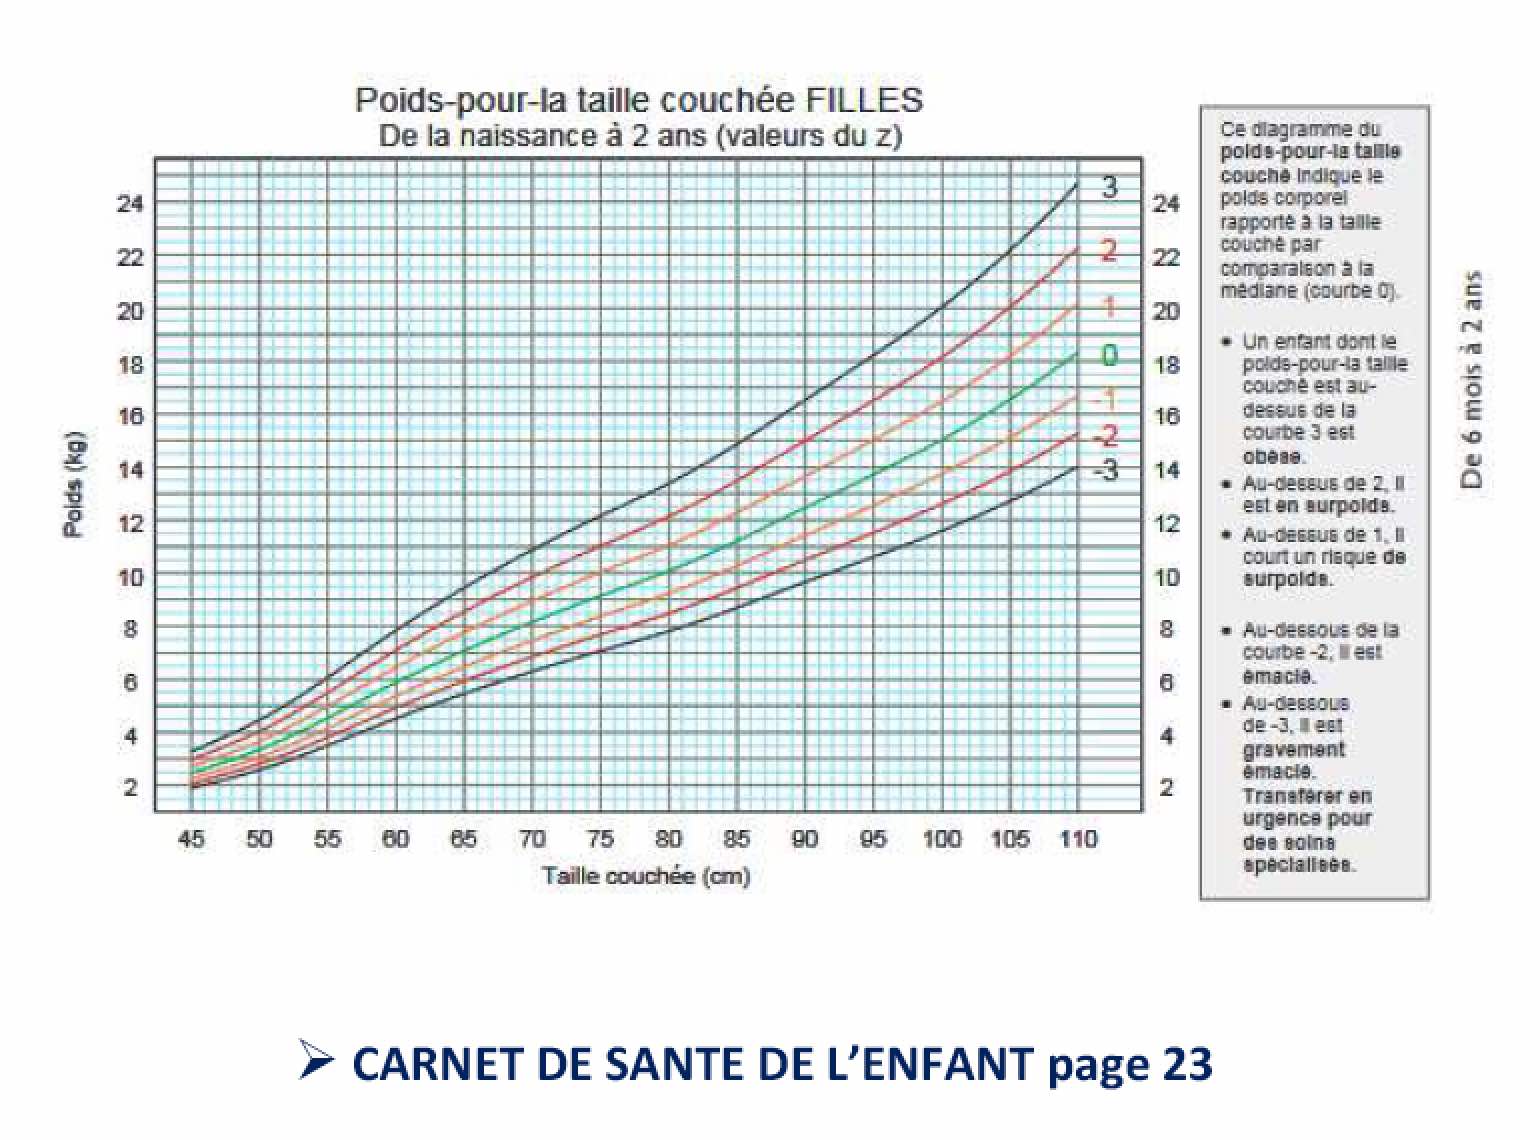 Poids-pour-la taille couchée FILLES
De la naissance à 2 ans (valeurs du z)
24
22
20
18
16
14
12
10
8
6
4
2
Poids (kg)
3
2
1
0
-1
-2
-3
24
22
20
18
16
14
12
10
8
6
4
2
45 50 55 60 65 70 75 80 85 90 95 100 105 110
Taille couchée (cm)
Ce diagramme du
poids-pour-la taille
couché indique le
poids corporel
rapporté à la taille
couché par
comparaison à la
médiane (courbe 0).
• Un enfant dont le
poids-pour-la taille
couché est au-
dessus de la
courbe 3 est
obèse.
• Au-dessus de 2, il
est en surpoids.
• Au-dessus de 1, il
court un risque de
surpoids.
• Au-dessous de la
courbe -2, il est
émacié.
• Au-dessous
de -3, il est
gravement
émacié.
Transférer en
urgence pour
des soins
spécialisés.
De 6 mois à 2 ans
➢ CARNET DE SANTE DE L’ENFANT page 23